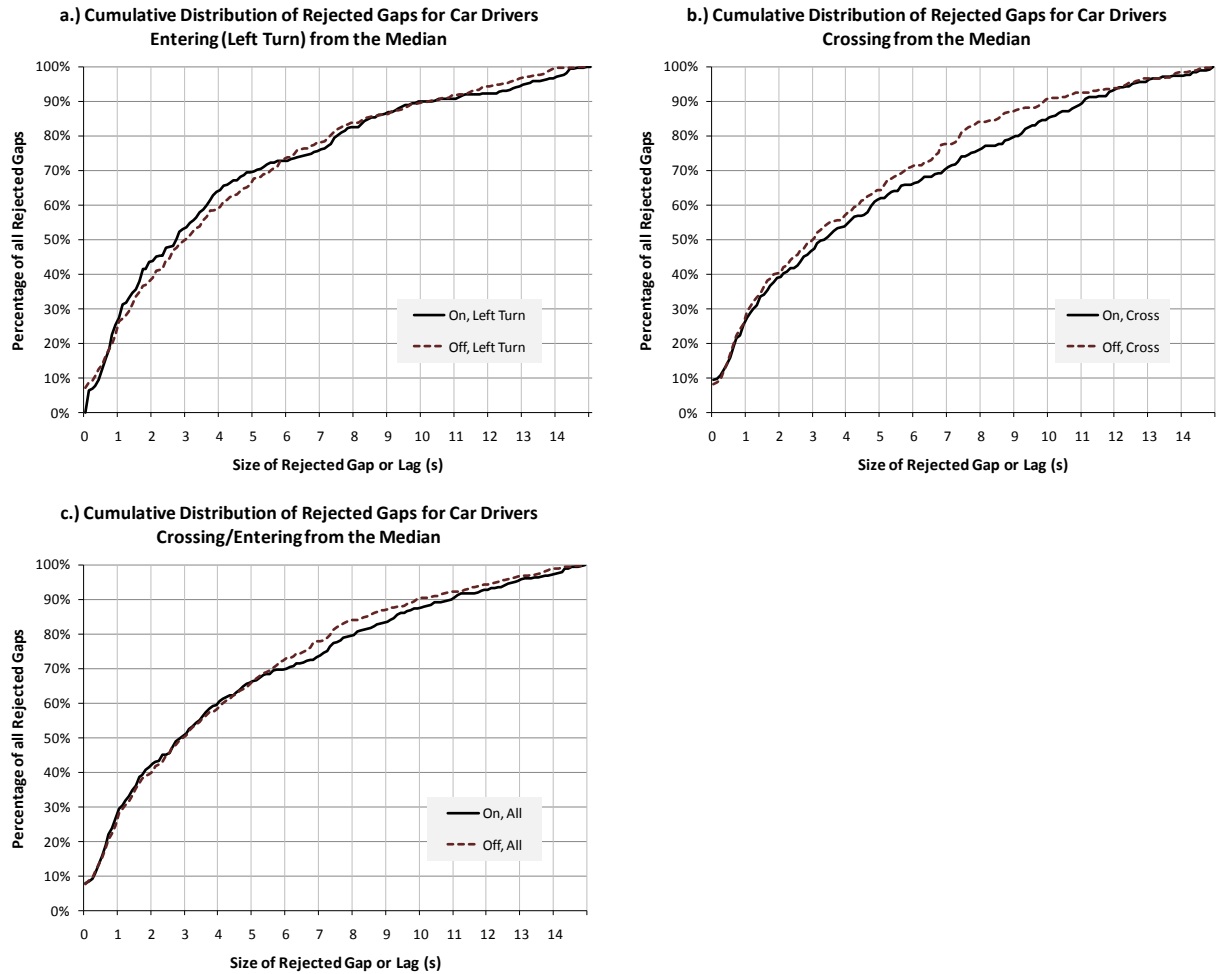 a.) Cumulative Distribution of Rejected Gaps for Car Drivers
Entering (Left Turn) from the Median
100%
90%
80%
70%
60%
50%
40%
30%
20%
10%
0%
Percentage of all Rejected Gaps
On, Left Turn
Off, Left Turn
0 1 2 3 4 5 6 7 8 9 10 11 12 13 14
Size of Rejected Gap or Lag (s)
b.) Cumulative Distribution of Rejected Gaps for Car Drivers
Crossing from the Median
100%
90%
80%
70%
60%
50%
40%
30%
20%
10%
0%
Percentage of all Rejected Gaps
On, Cross
Off, Cross
0 1 2 3 4 5 6 7 8 9 10 11 12 13 14
Size of Rejected Gap or Lag (s)
c.) Cumulative Distribution of Rejected Gaps for Car Drivers
Crossing/Entering from the Median
100%
90%
80%
70%
60%
50%
40%
30%
20%
10%
0%
Percentage of all Rejected Gaps
On, All
Off, All
0 1 2 3 4 5 6 7 8 9 10 11 12 13 14
Size of Rejected Gap or Lag (s)